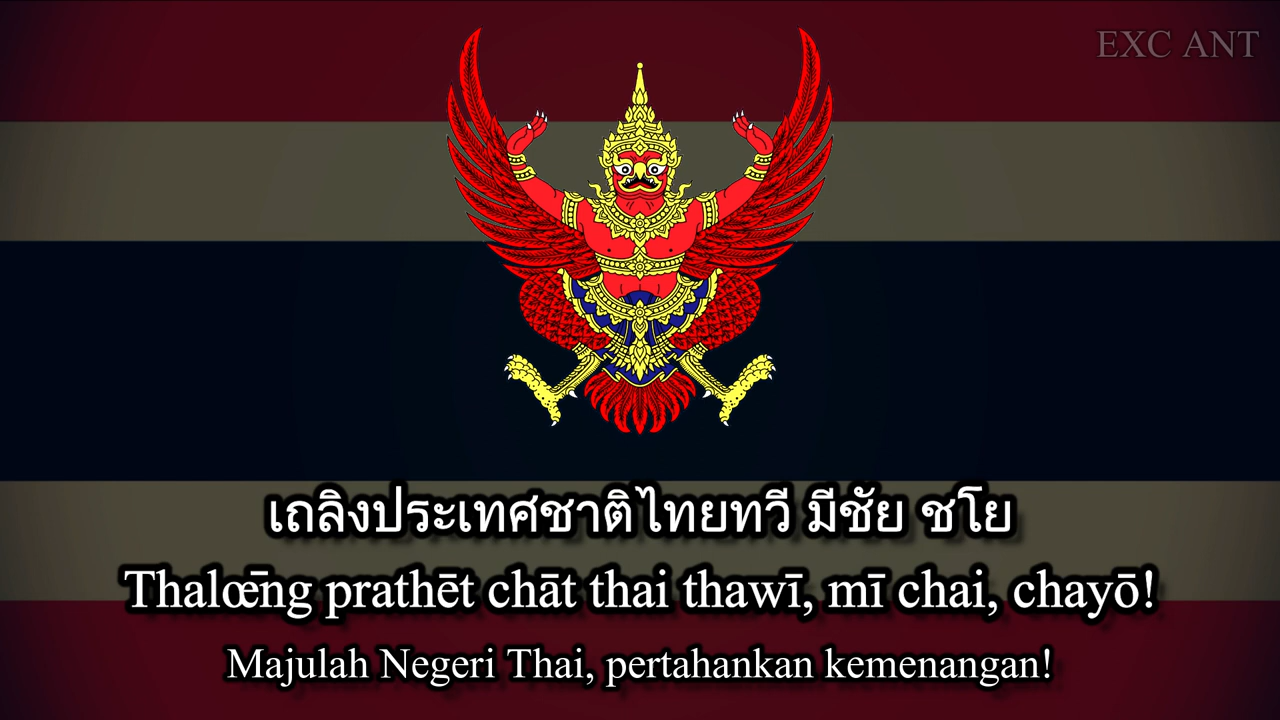 EXC ANT
เถลิงประเทศชาติไทยทวี มีชัย ชโย
Thalœ̄ng prathēt chāt thai thawī, mī chai, chayō!
Majulah Negeri Thai, pertahankan kemenangan!